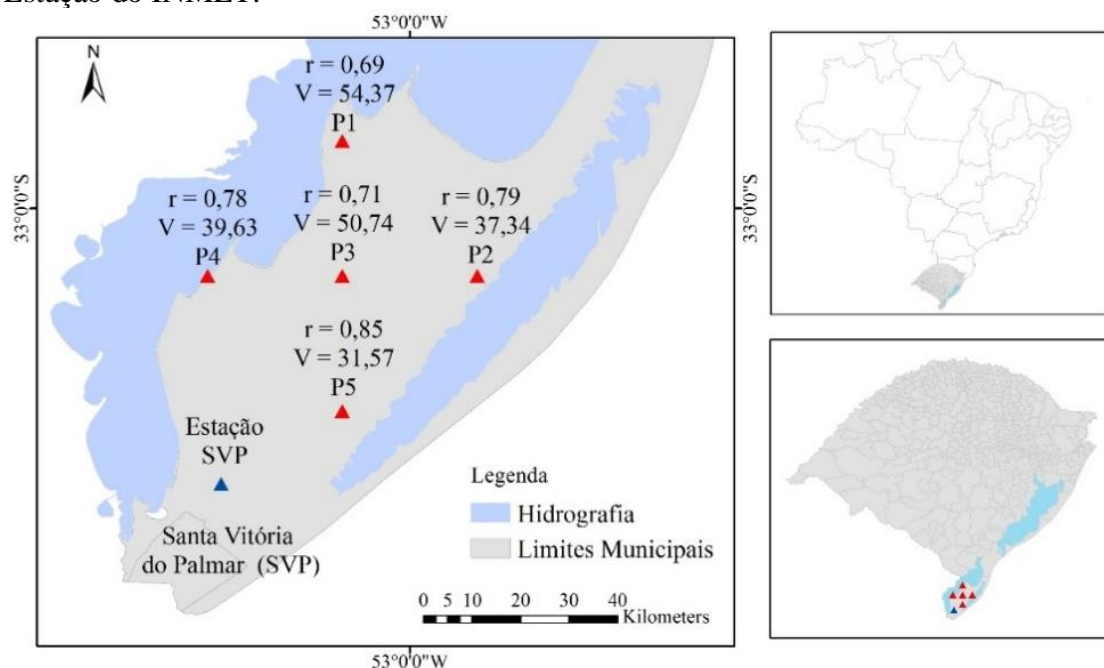 Estação do INMET.
53°0'0"W
N
r = 0,69
V = 54,37
P1
33°0'0"S
33°0'0"S
r = 0,78
V = 39,63
P4
r = 0,71
V = 50,74
P3
r = 0,79
V = 37,34
P2
r = 0,85
V = 31,57
P5
Estação
SVP
Santa Vitória
do Palmar (SVP)
Legenda
Hidrografia
Limites Municipais
0 5 10 20 30 40
Kilometers
53°0'0"W